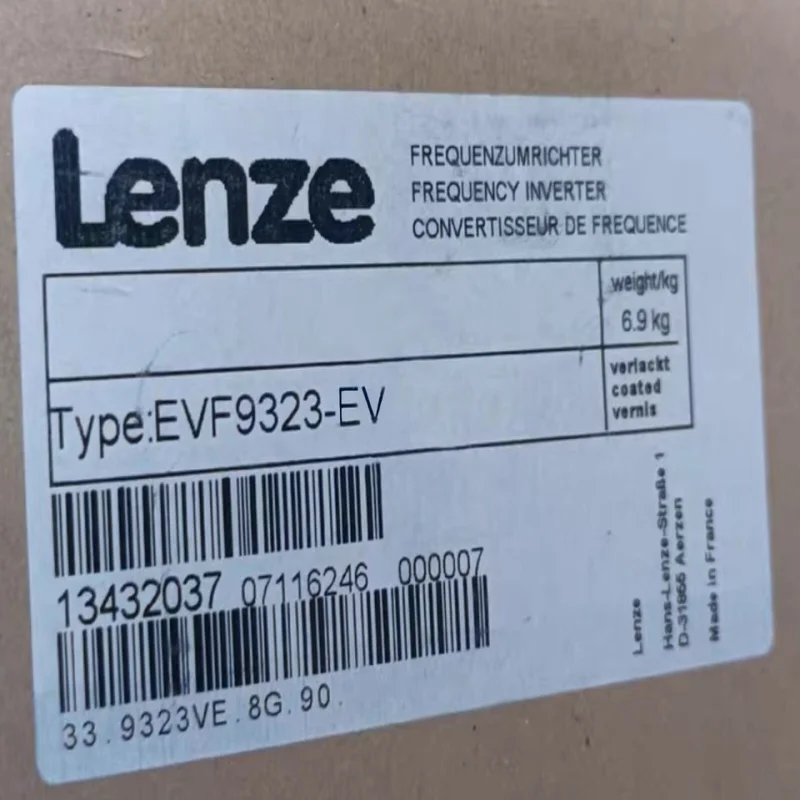 Lenze
FREQUENZUMRICHTER
FREQUENCY INVERTER
CONVERTISSEUR DE FREQUENCE
weight/kg
6.9 kg
Type:EVF9323-EV
verlackt
coated
vernis
13432037 07116246 000007
33.9323VE.8G.90.
Lenze
Hans-Lenze-Straße 1
D-31855 Aerzen
Made in France